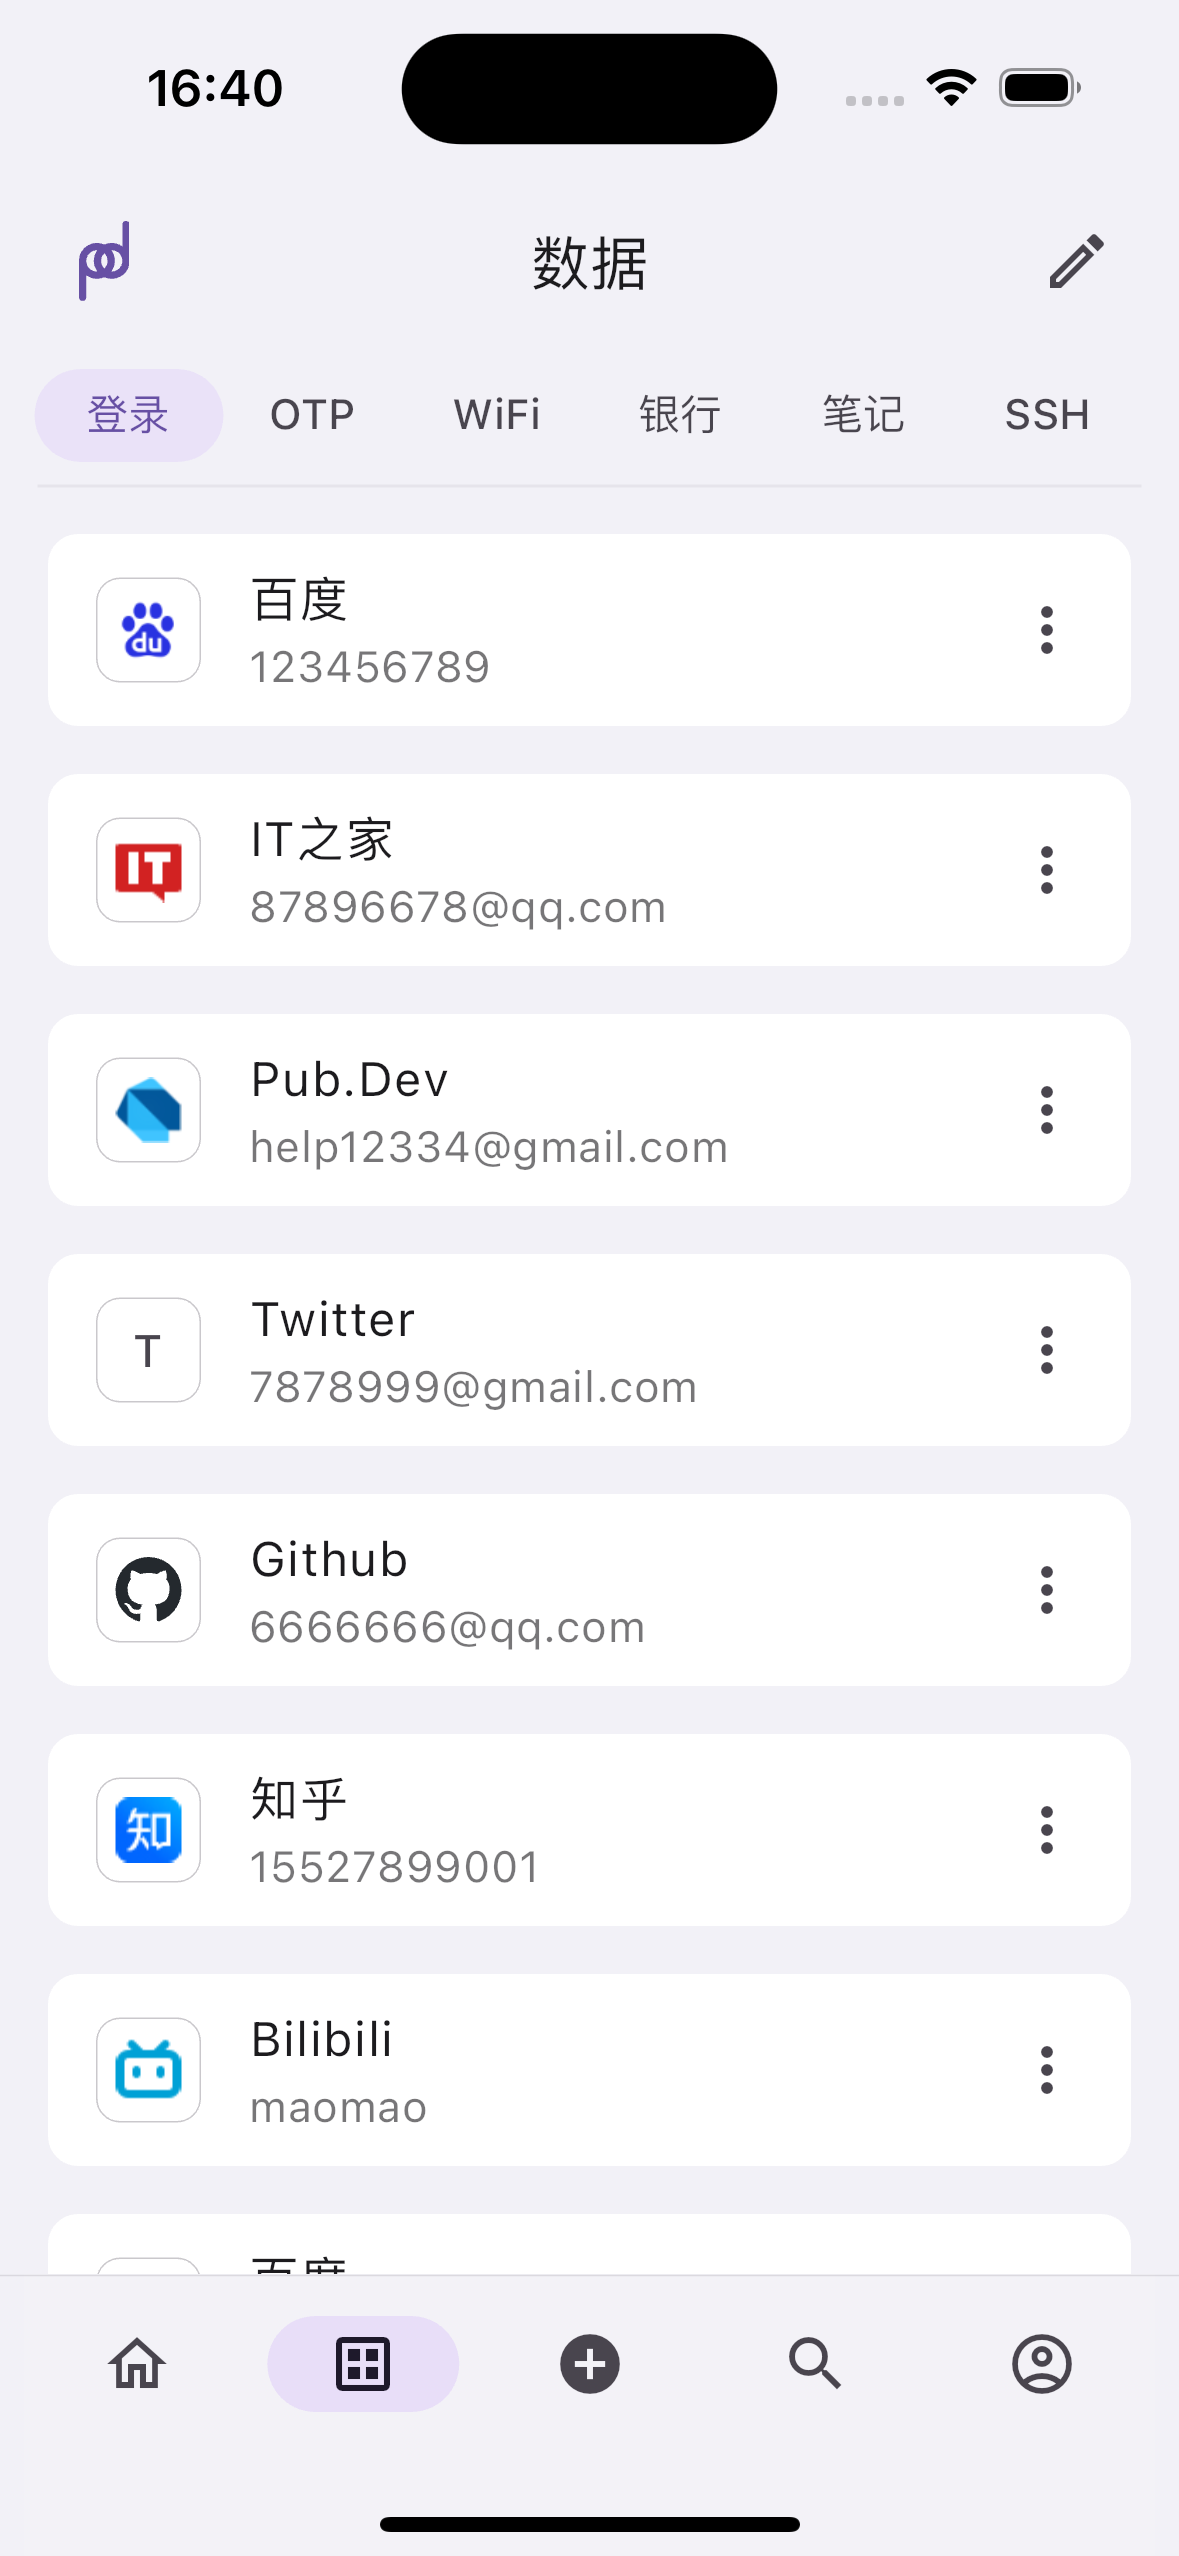 16:40
数据
登录 OTP WiFi 银行 笔记 SSH
du
百度
123456789
IT
IT之家
87896678@qq.com
Pub.Dev
help12334@gmail.com
T
Twitter
7878999@gmail.com
Github
6666666@qq.com
知
知乎
15527899001
Bilibili
maomao
百度